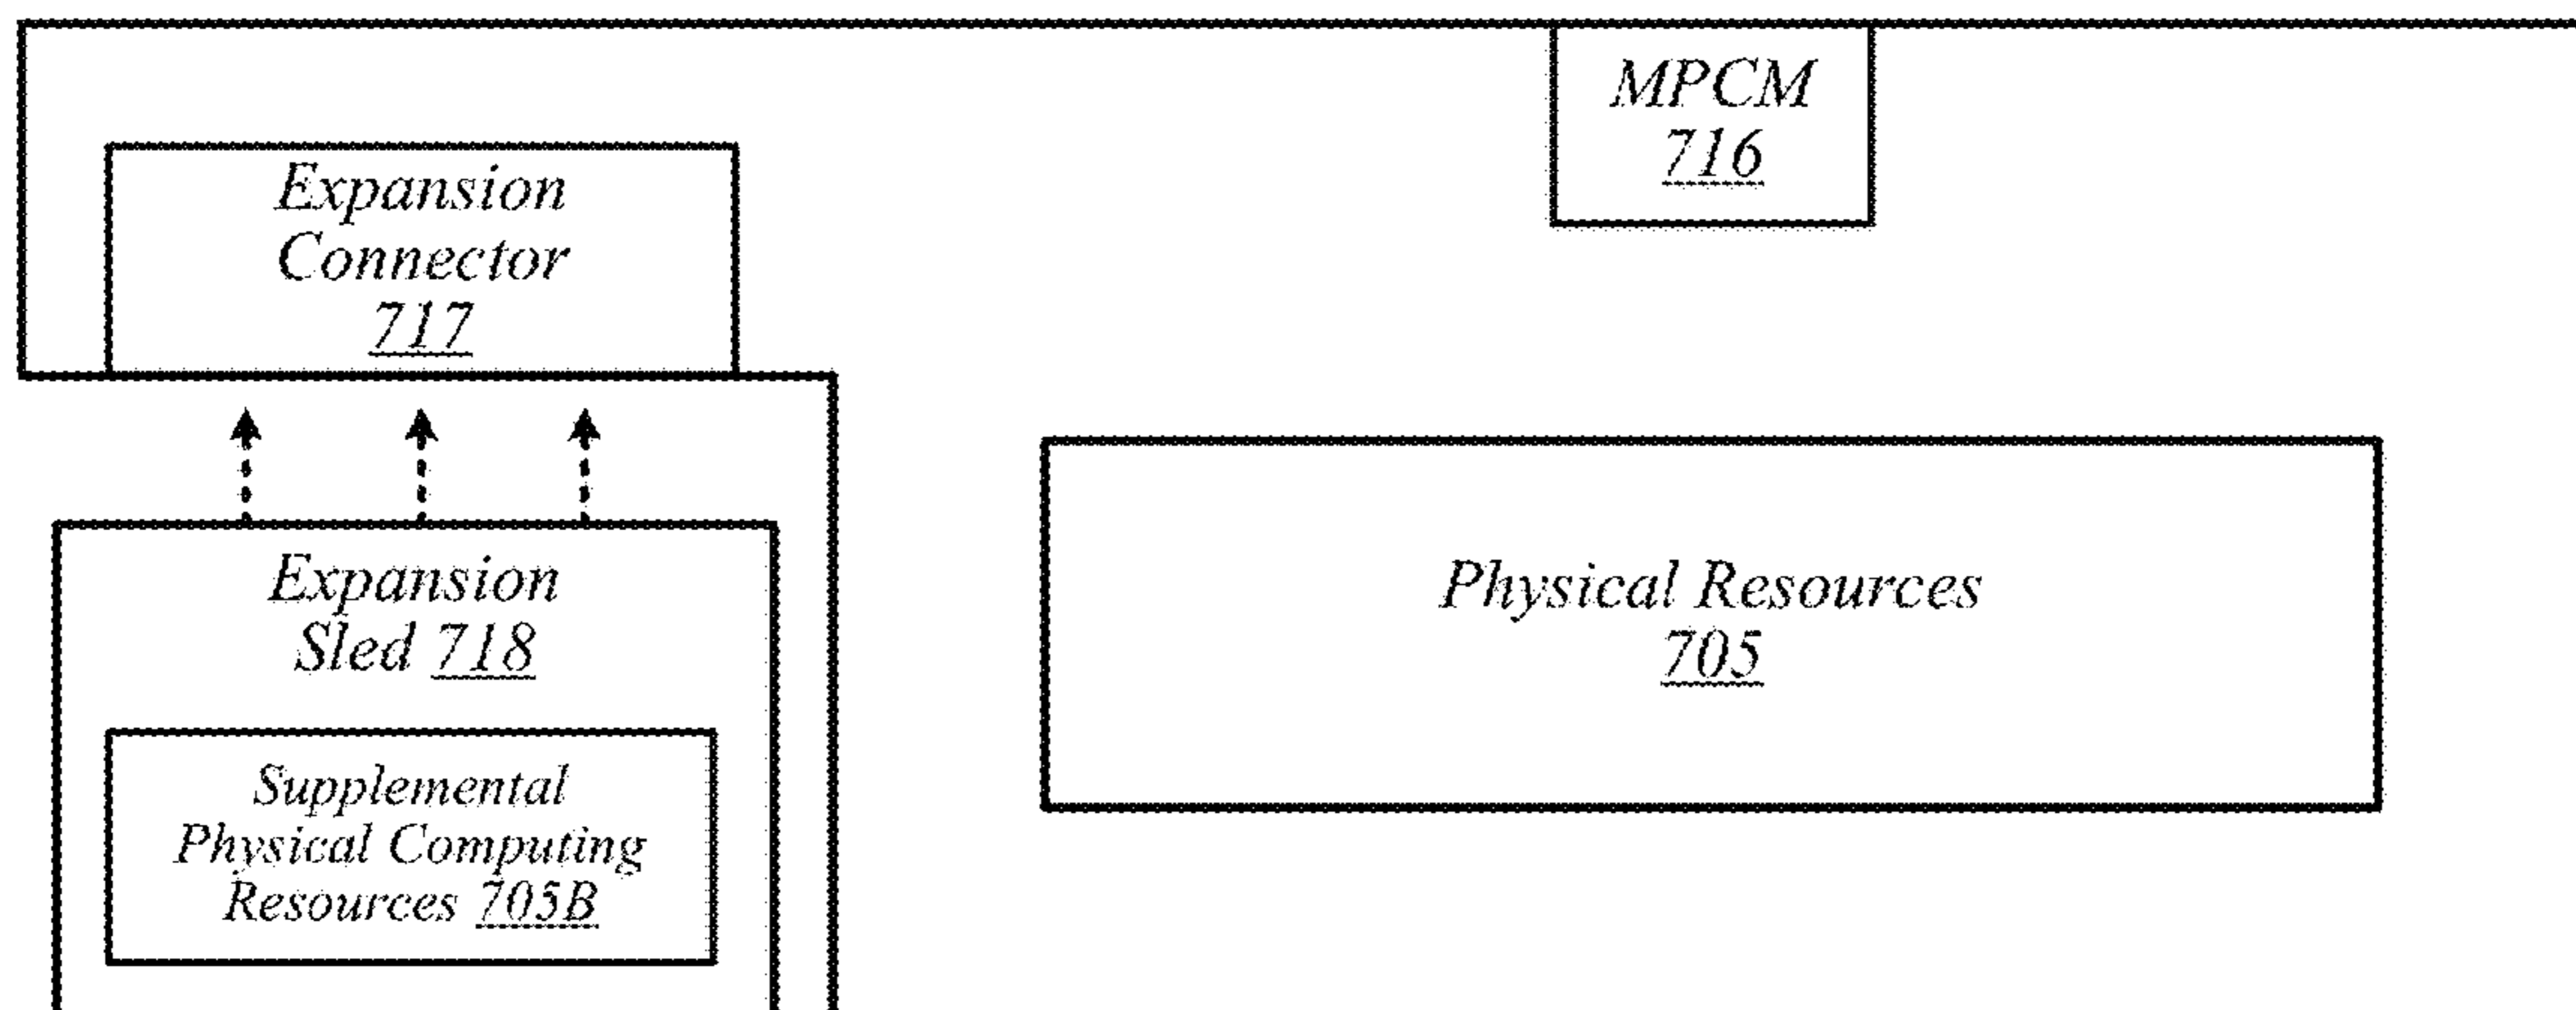 MPCM
716
Expansion
Connector
717
Expansion
Sled 718
Physical Resources
705
Supplemental
Physical Computing
Resources 705B